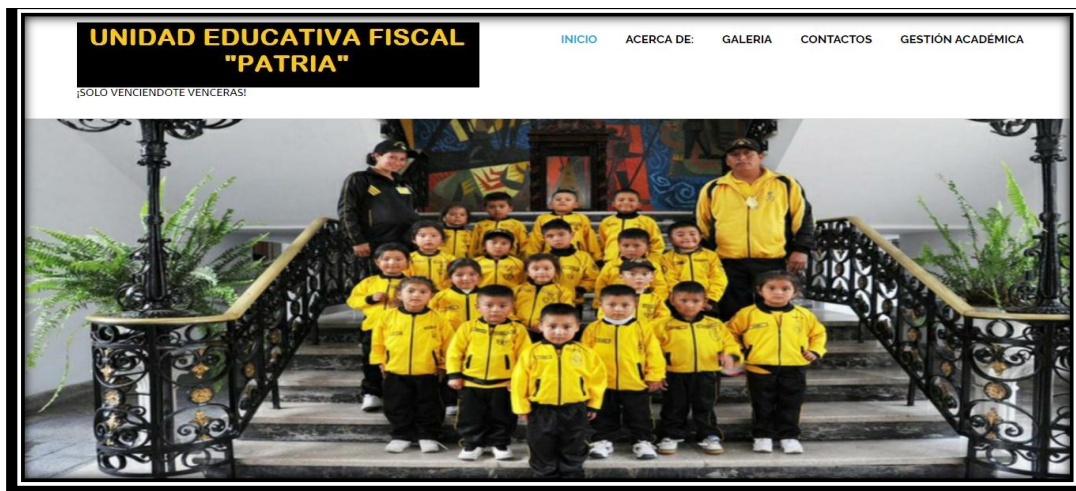 UNIDAD EDUCATIVA FISCAL
"PATRIA"
INICIO
ACERCA DE:
GALERIA
CONTACTOS
GESTIÓN ACADÉMICA
¡SOLO VENCIENDOTE VENCERAS!